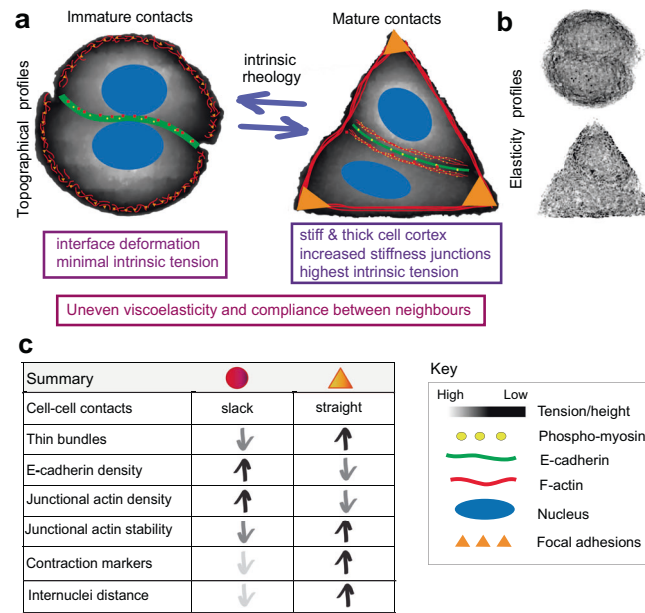 a
Immature contacts
Mature contacts
b
Topographical profiles
intrinsic
rheology
Elasticity profiles
interface deformation
minimal intrinsic tension
stiff & thick cell cortex
increased stiffness junctions
highest intrinsic tension
Uneven viscoelasticity and compliance between neighbours
c
Summary
Cell-cell contacts slack straight
Thin bundles
E-cadherin density
Junctional actin density
Junctional actin stability
Contraction markers
Internuclei distance
Key
High Low
Tension/height
Phospho-myosin
E-cadherin
F-actin
Nucleus
Focal adhesions